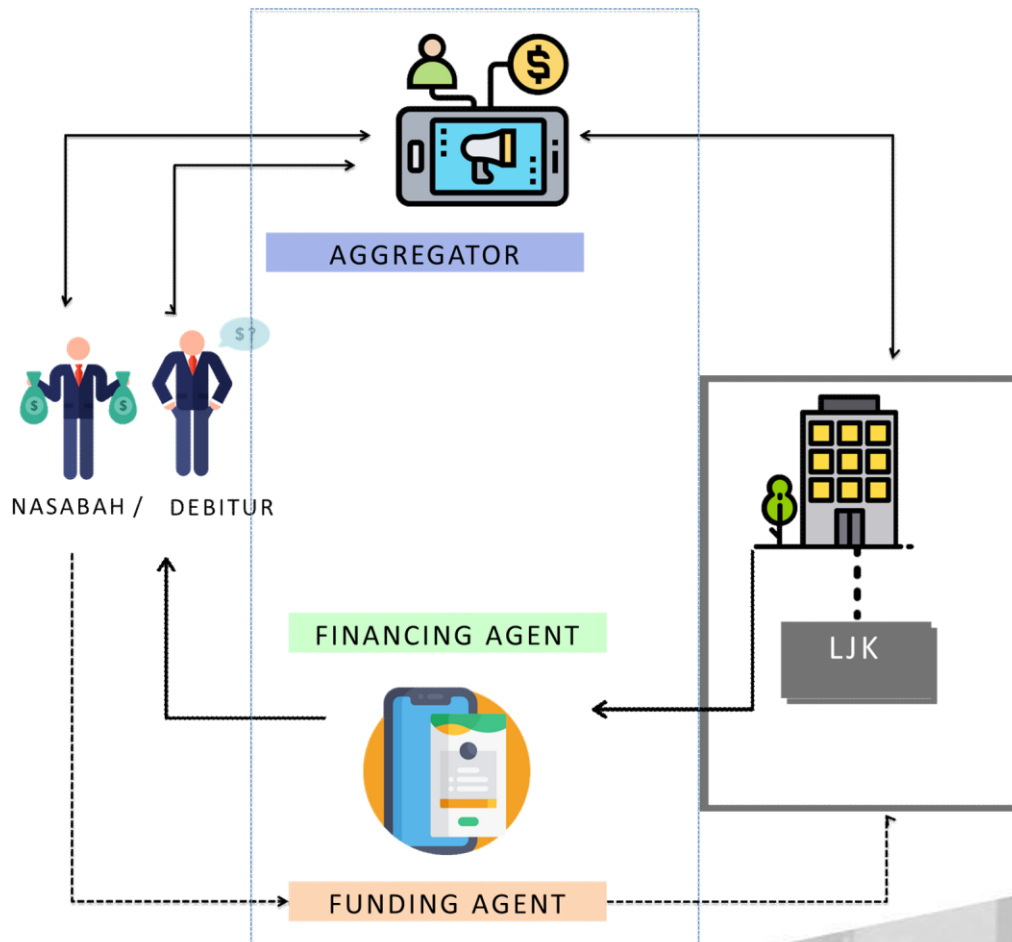 $
AGGREGATOR
$?
$ $
NASABAH / DEBITUR
FINANCING AGENT
LJK
FUNDING AGENT